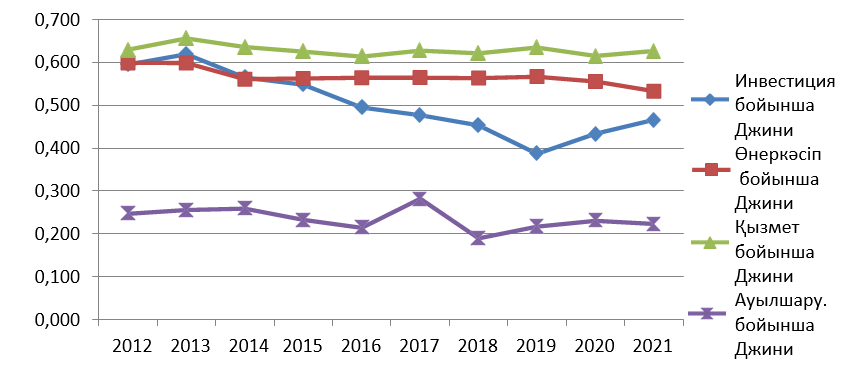 0,700
0,600
0,500
0,400
0,300
0,200
0,100
0,000
2012 2013 2014 2015 2016 2017 2018 2019 2020 2021
Инвестиция
бойынша
Джини
Өнеркәсіп
бойынша
Джини
Қызмет
бойынша
Джини
Ауылшару.
бойынша
Джини